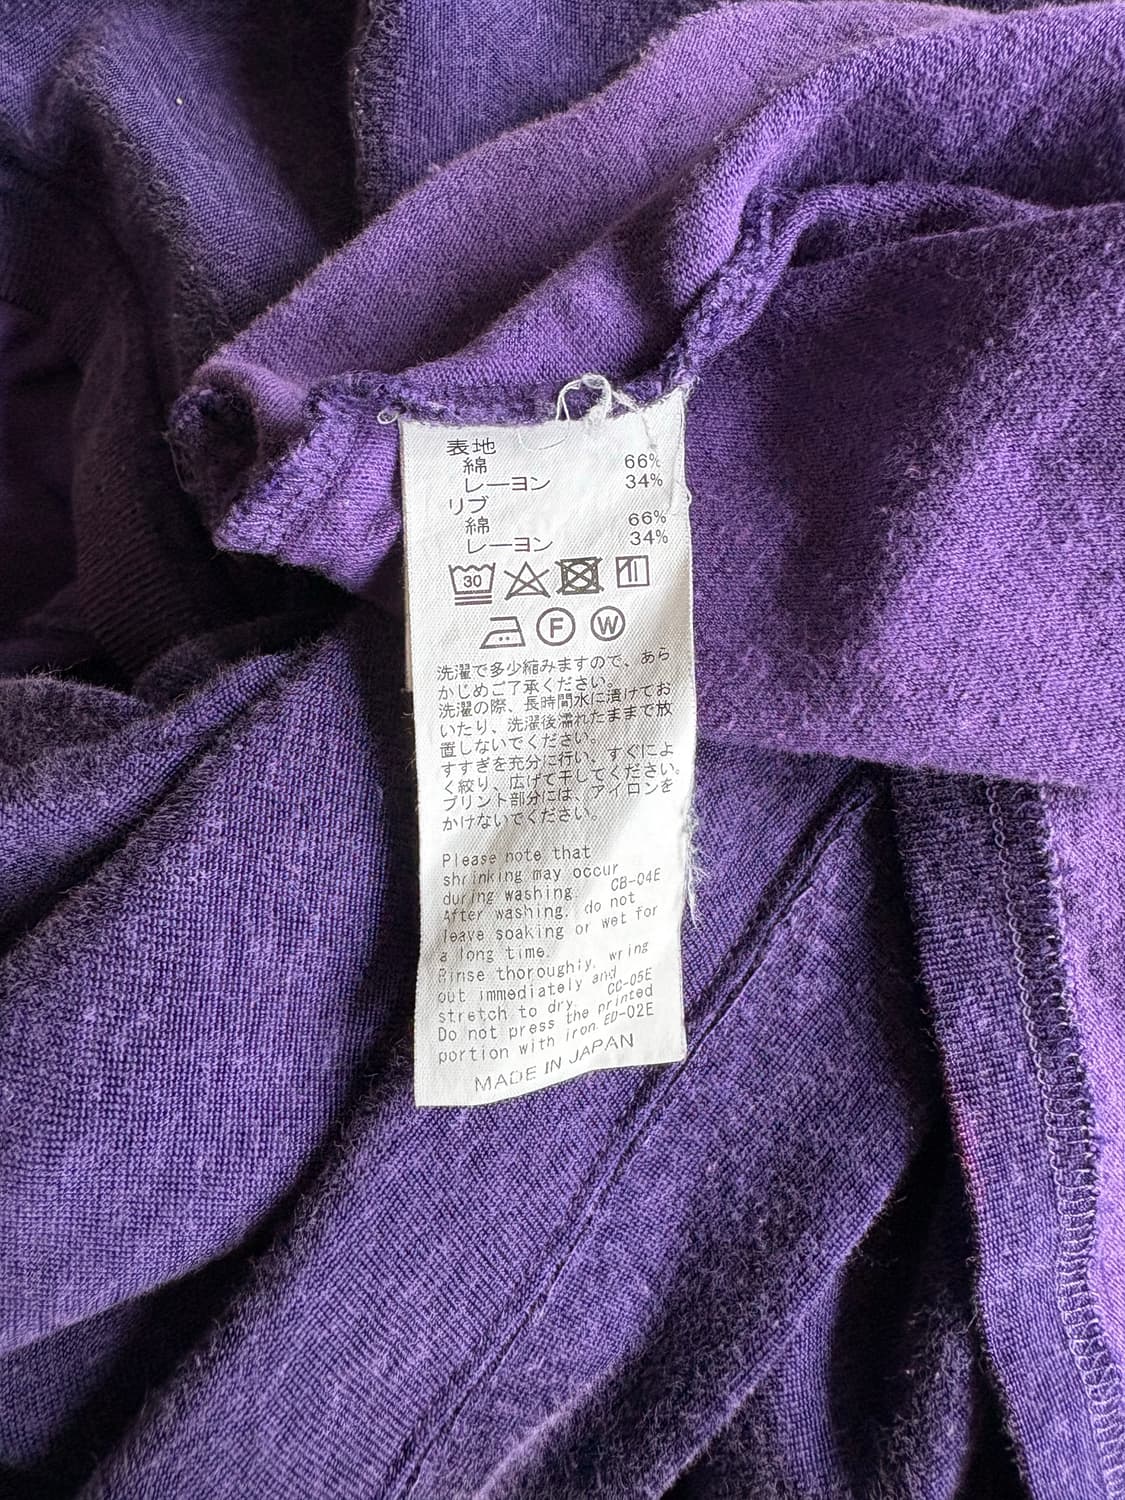 表地
綿 66%
レーヨン 34%
リブ
綿 66%
レーヨン 34%
30
F W
洗濯で多少縮みますので、あら
かじめご了承ください。
洗濯の際、長時間水に漬けてお
いたり、洗濯後濡れたままで放
置しないでください。
すすぎを充分に行い、すぐによ
く絞り、広げて干してください。
プリント部分には、アイロンを
かけないでください。
Please note that
shrinking may occur
during washing. CB-04E
After washing, do not
leave soaking or wet for
a long time.
Rinse thoroughly, wring
out immediately and
stretch to dry. CC-05E
Do not press the printed
portion with iron. ED-02E
MADE IN JAPAN